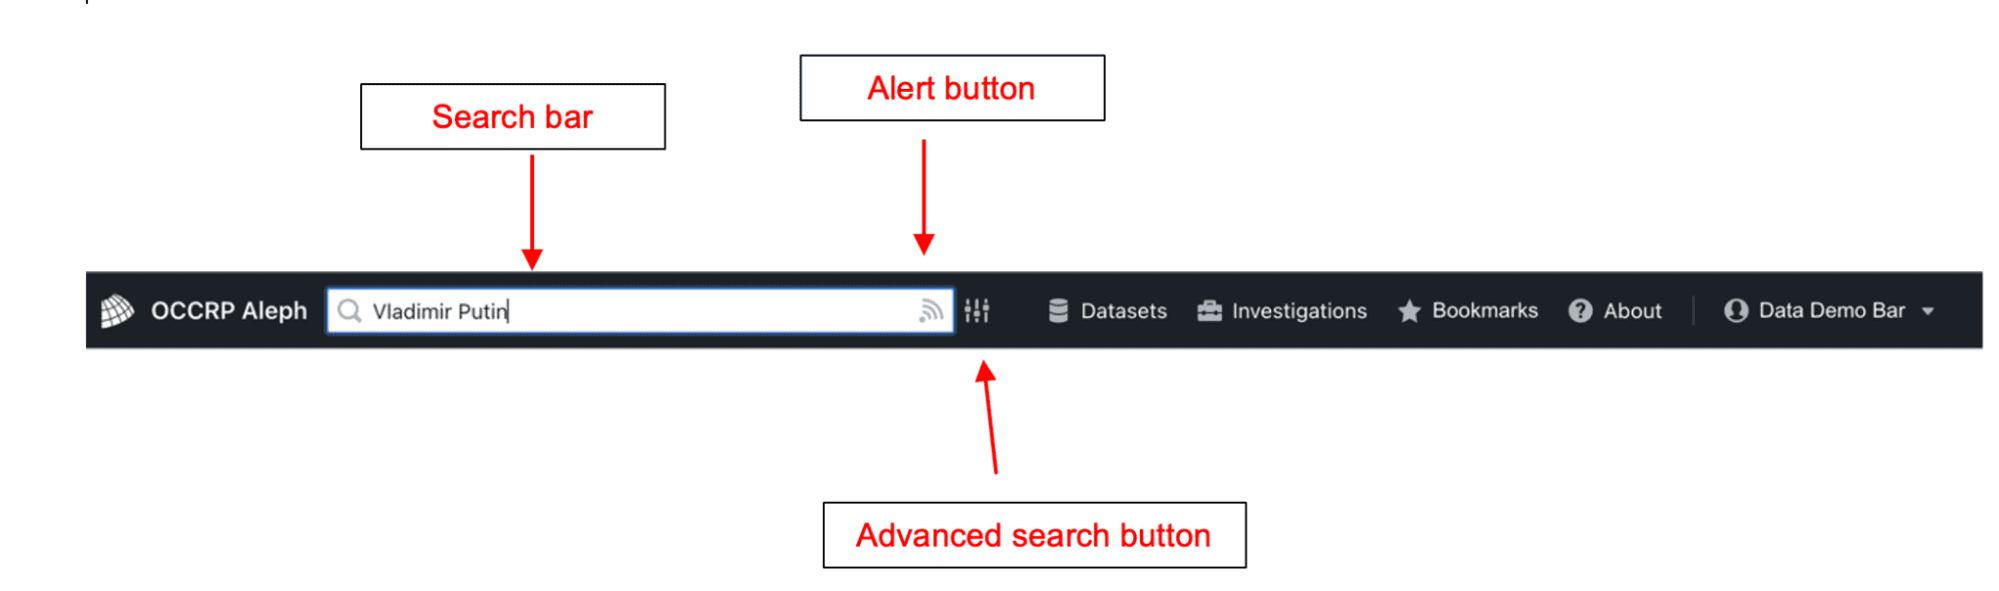 Alert button
Search bar
OCCRP Aleph Vladimir Putin Datasets Investigations Bookmarks ? About Data Demo Bar
Advanced search button